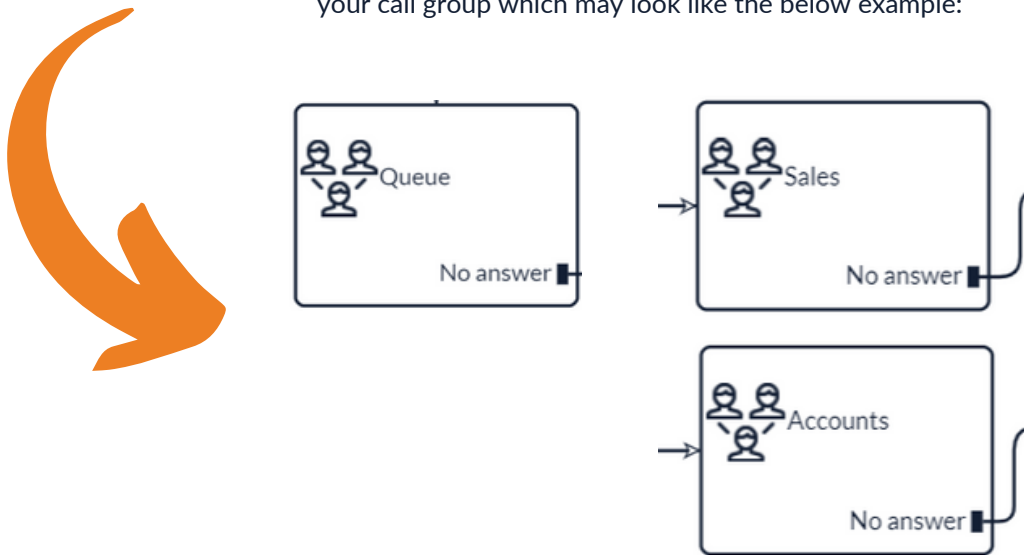 your call group which may look like the below example:
Queue
No answer
Sales
No answer
Accounts
No answer